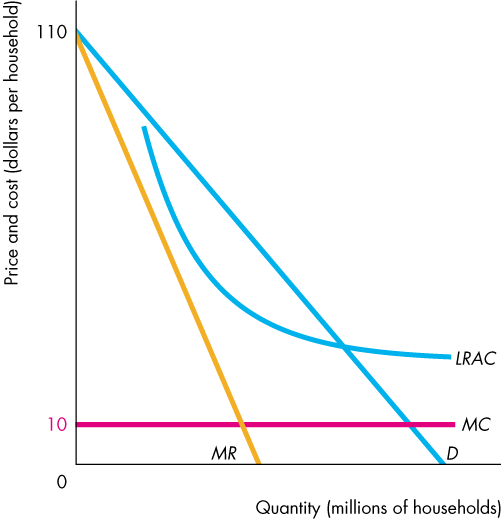 Price and cost (dollars per household)
110
LRAC
10
MC
MR
D
0
Quantity (millions of households)